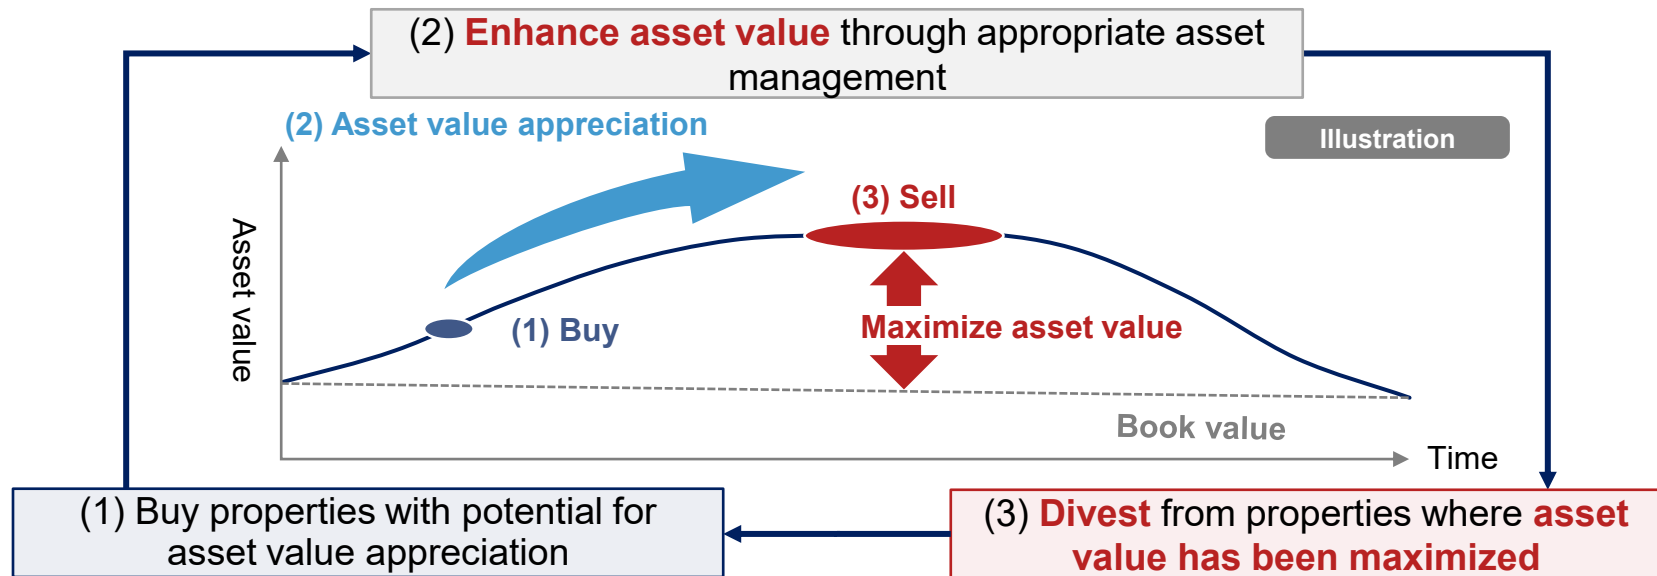 (2) Enhance asset value through appropriate asset
management
(2) Asset value appreciation
Illustration
(3) Sell
Asset value
(1) Buy
Maximize asset value
Book value
Time
(1) Buy properties with potential for
asset value appreciation
(3) Divest from properties where asset
value has been maximized